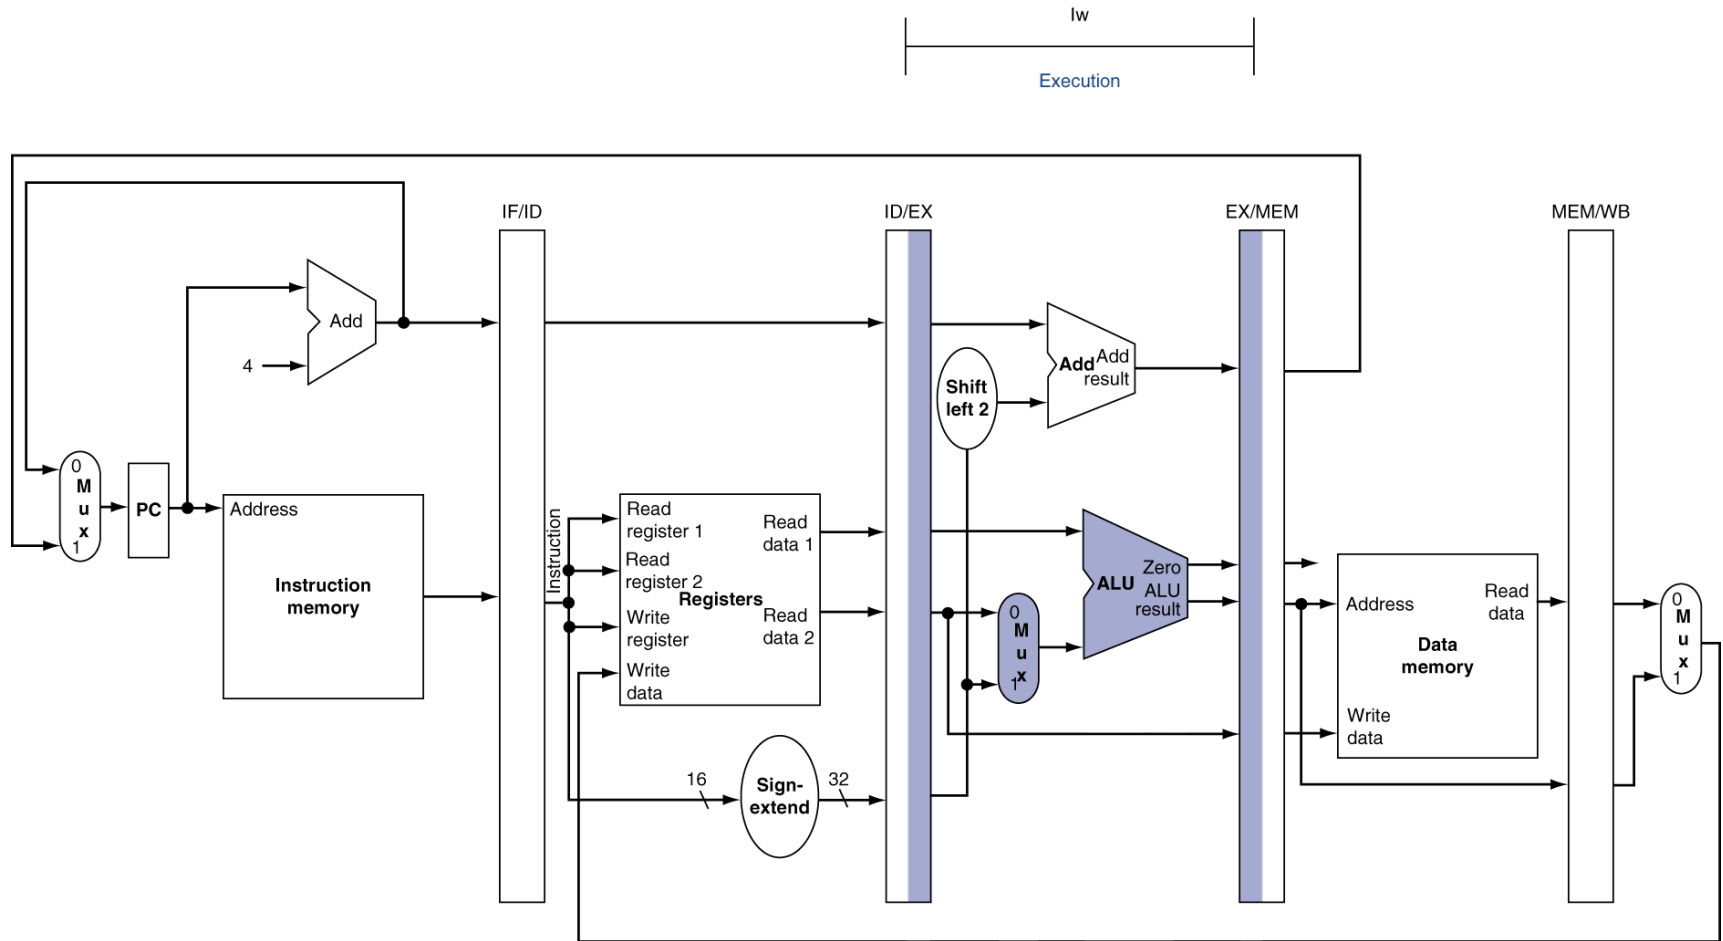 lw
Execution
IF/ID
ID/EX
EX/MEM
MEM/WB
Add
4
Add
Add
result
Shift
left 2
0
M
u
x
1
PC
Address
Instruction
memory
Instruction
Read
register 1
Read
register 2
Registers
Write
register
Write
data
Read
data 1
Read
data 2
16
Sign-
extend
32
0
M
u
x
1
Zero
ALU
ALU
result
Address
Read
data
Data
memory
Write
data
0
M
u
x
1